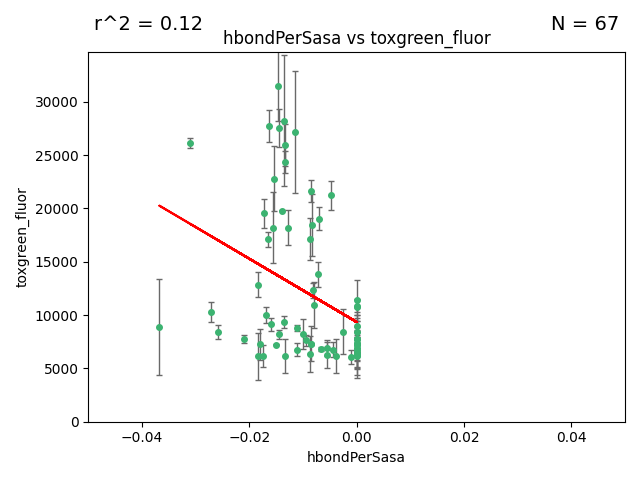 r^2 = 0.12
N = 67
hbondPerSasa vs toxgreen_fluor
toxgreen_fluor
30000
25000
20000
15000
10000
5000
0
−0.04
−0.02
0.00
0.02
0.04
hbondPerSasa